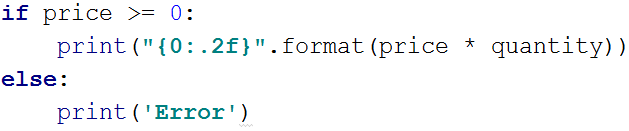 if price >= 0:
    print("{0:.2f}".format(price * quantity))
else:
    print('Error')